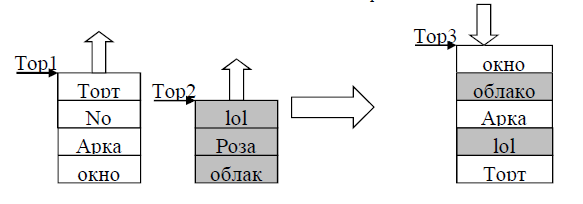 Top1
Торт
No
Арка
окно
Top2
lol
Роза
облак
Top3
окно
облако
Арка
lol
Торт